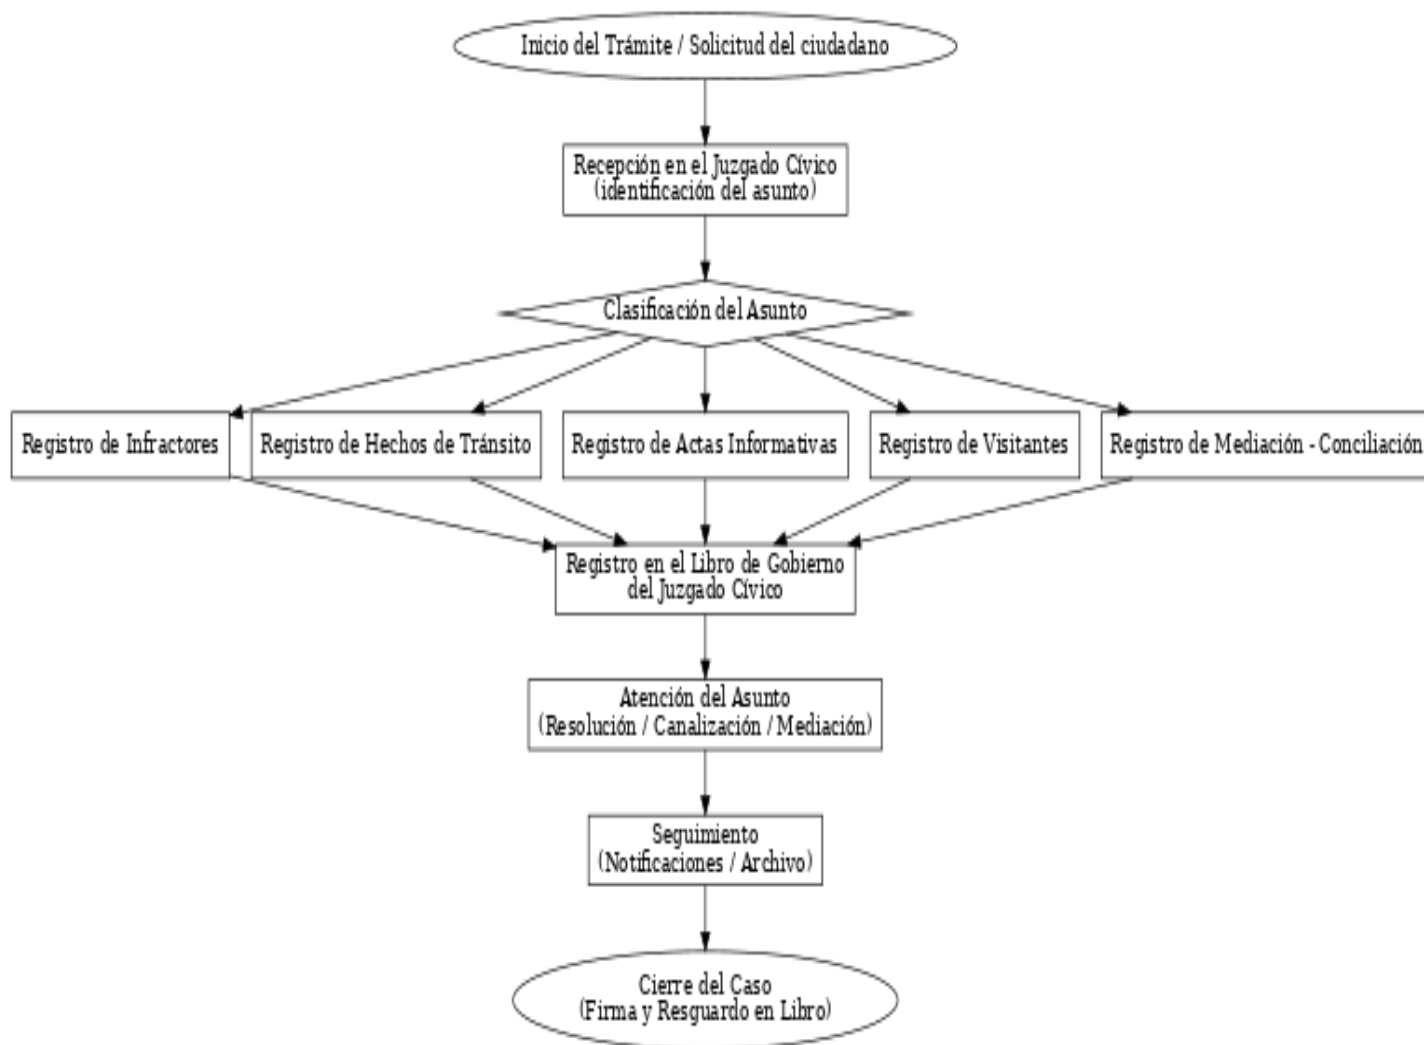 Inicio del Trámite / Solicitud del ciudadano
Recepción en el Juzgado Cívico
(identificación del asunto)
Clasificación del Asunto
Registro de Infractores
Registro de Hechos de Tránsito
Registro de Actas Informativas
Registro de Visitantes
Registro de Mediación - Conciliación
Registro en el Libro de Gobierno
del Juzgado Cívico
Atención del Asunto
(Resolución / Canalización / Mediación)
Seguimiento
(Notificaciones / Archivo)
Cierre del Caso
(Firma y Resguardo en Libro)